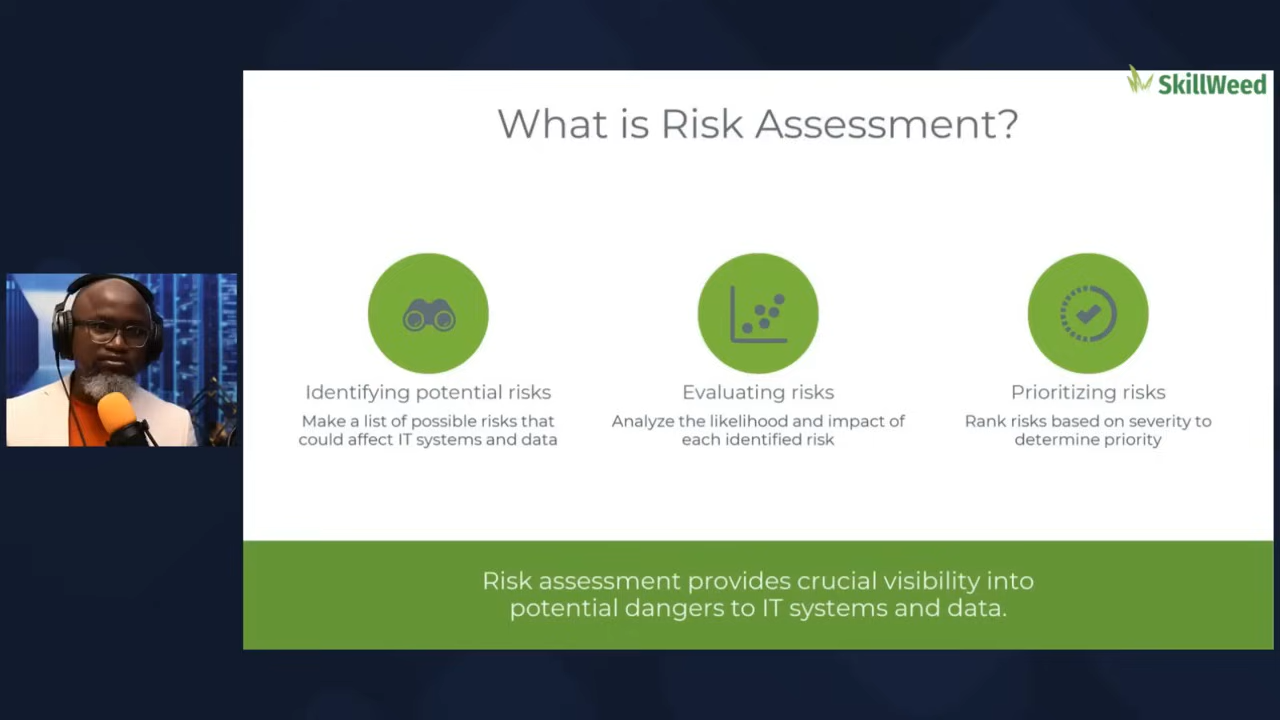 SkillWeed
What is Risk Assessment?
Identifying potential risks
Make a list of possible risks that
could affect IT systems and data
Evaluating risks
Analyze the likelihood and impact of
each identified risk
Prioritizing risks
Rank risks based on severity to
determine priority
Risk assessment provides crucial visibility into
potential dangers to IT systems and data.